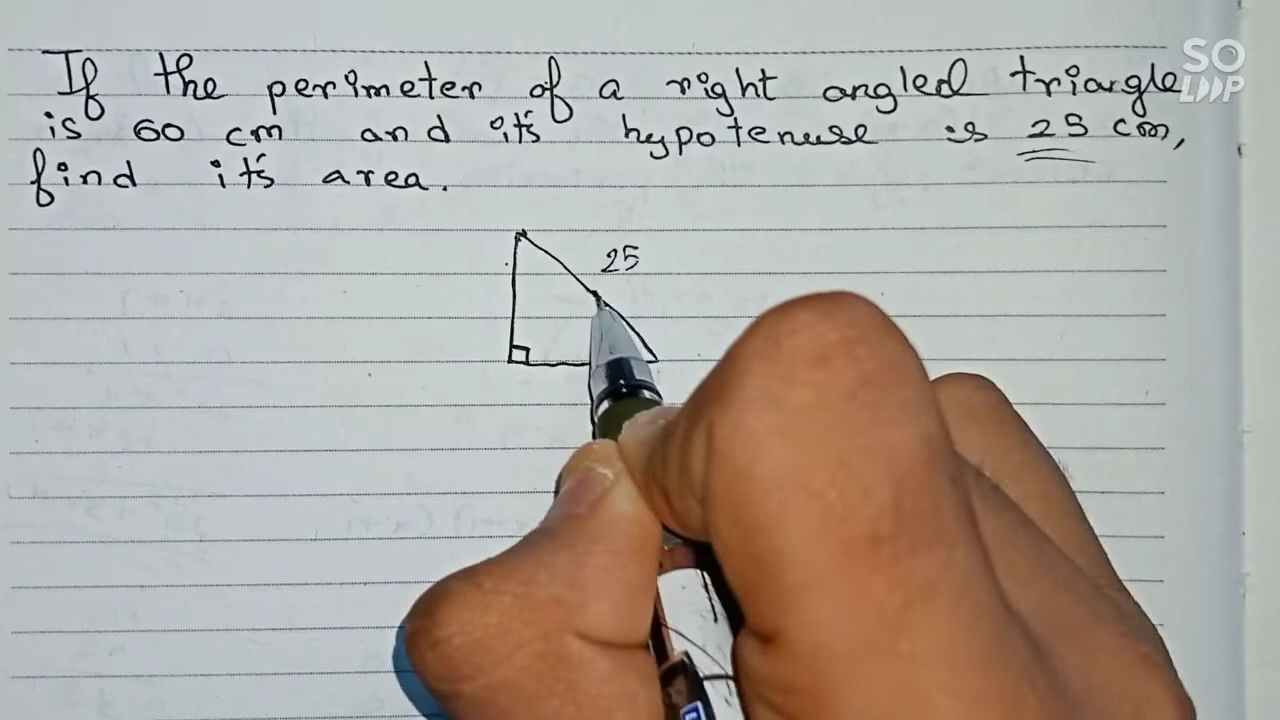 If the perimeter of a right angled triangle
is 60 cm and it's hypotenuse is 25 cm,
find it's area.
25
SO
LOOP